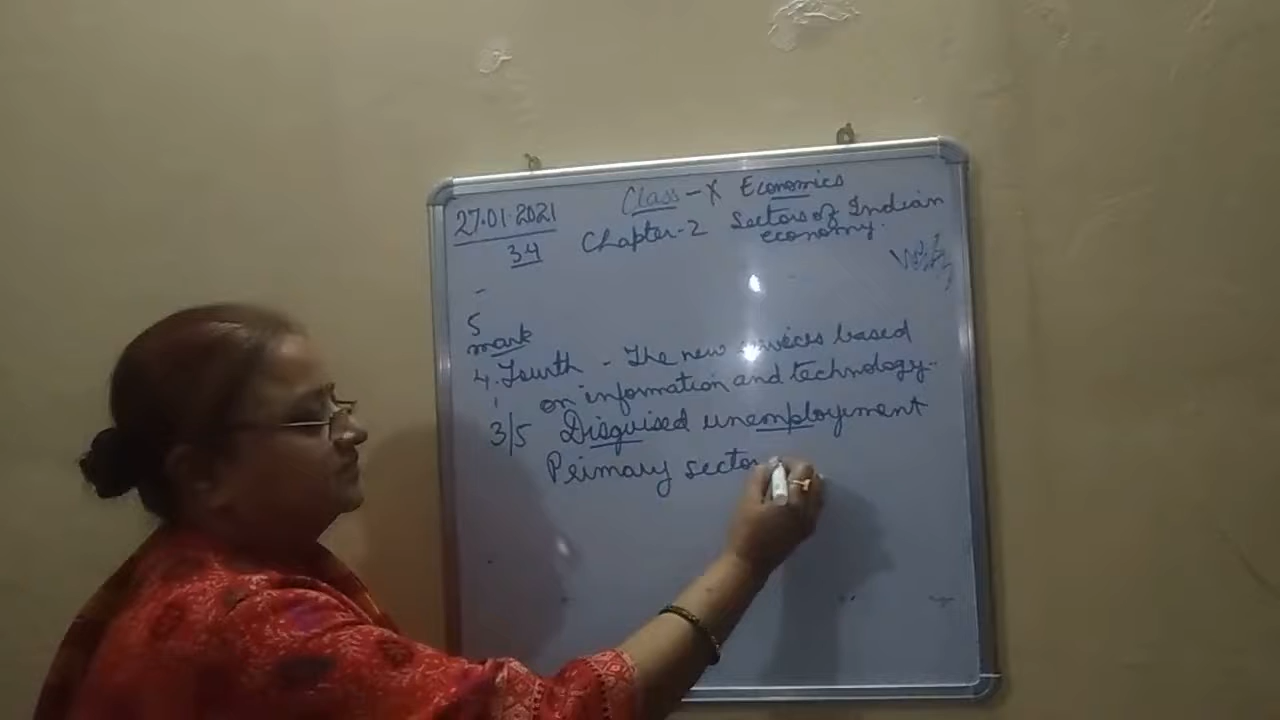 Class - X Economics
27.01.2021
34
Chapter-2 Sectors of Indian
economy.
5
mark
4. Fourth - The new services based
on information and technology.
3/5 Disguised unemployement
Primary sector